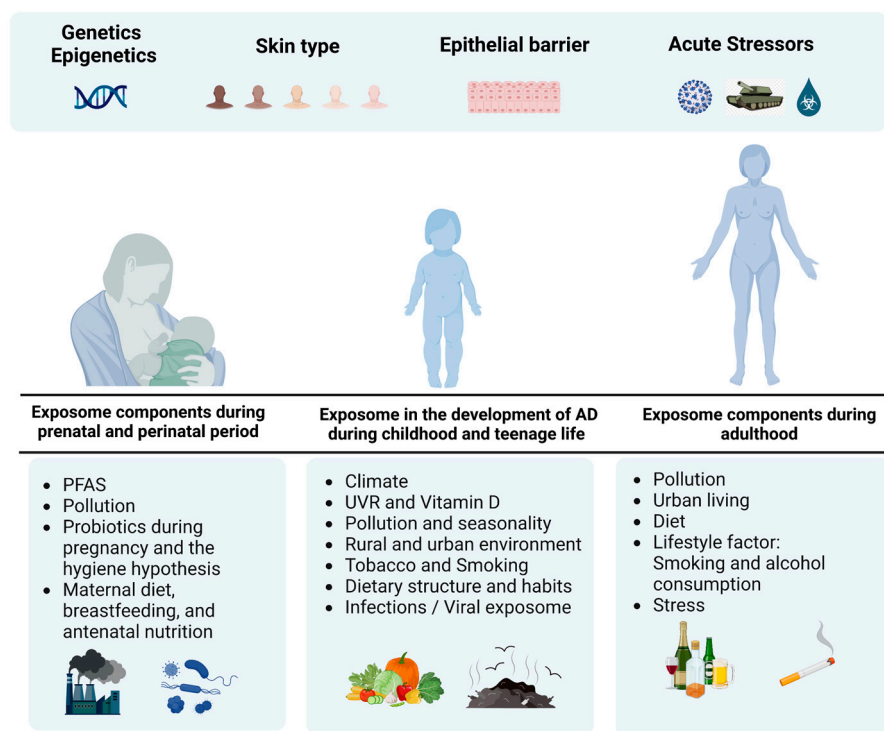 Genetics
Epigenetics
Skin type
Epithelial barrier
Acute Stressors
Exposome components during
prenatal and perinatal period
Exposome in the development of AD
during childhood and teenage life
Exposome components during
adulthood
• PFAS
• Pollution
• Probiotics during
pregnancy and the
hygiene hypothesis
• Maternal diet,
breastfeeding, and
antenatal nutrition
• Climate
• UVR and Vitamin D
• Pollution and seasonality
• Rural and urban environment
• Tobacco and Smoking
• Dietary structure and habits
• Infections / Viral exposome
• Pollution
• Urban living
• Diet
• Lifestyle factor:
Smoking and alcohol
consumption
• Stress